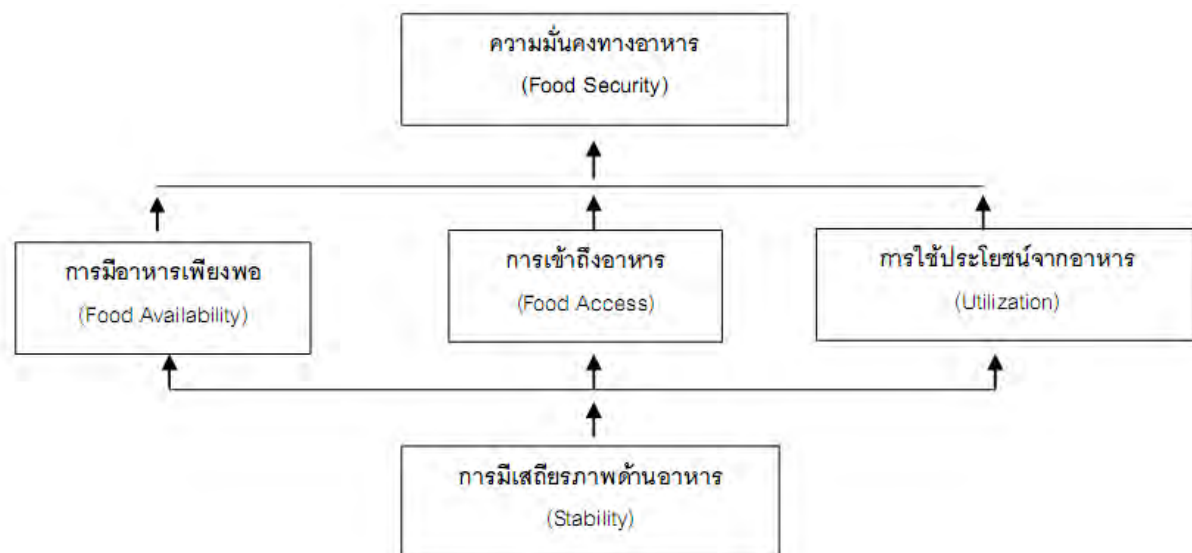 ความมั่นคงทางอาหาร
(Food Security)
การมีอาหารเพียงพอ
(Food Availability)
การเข้าถึงอาหาร
(Food Access)
การใช้ประโยชน์จากอาหาร
(Utilization)
การมีเสถียรภาพด้านอาหาร
(Stability)